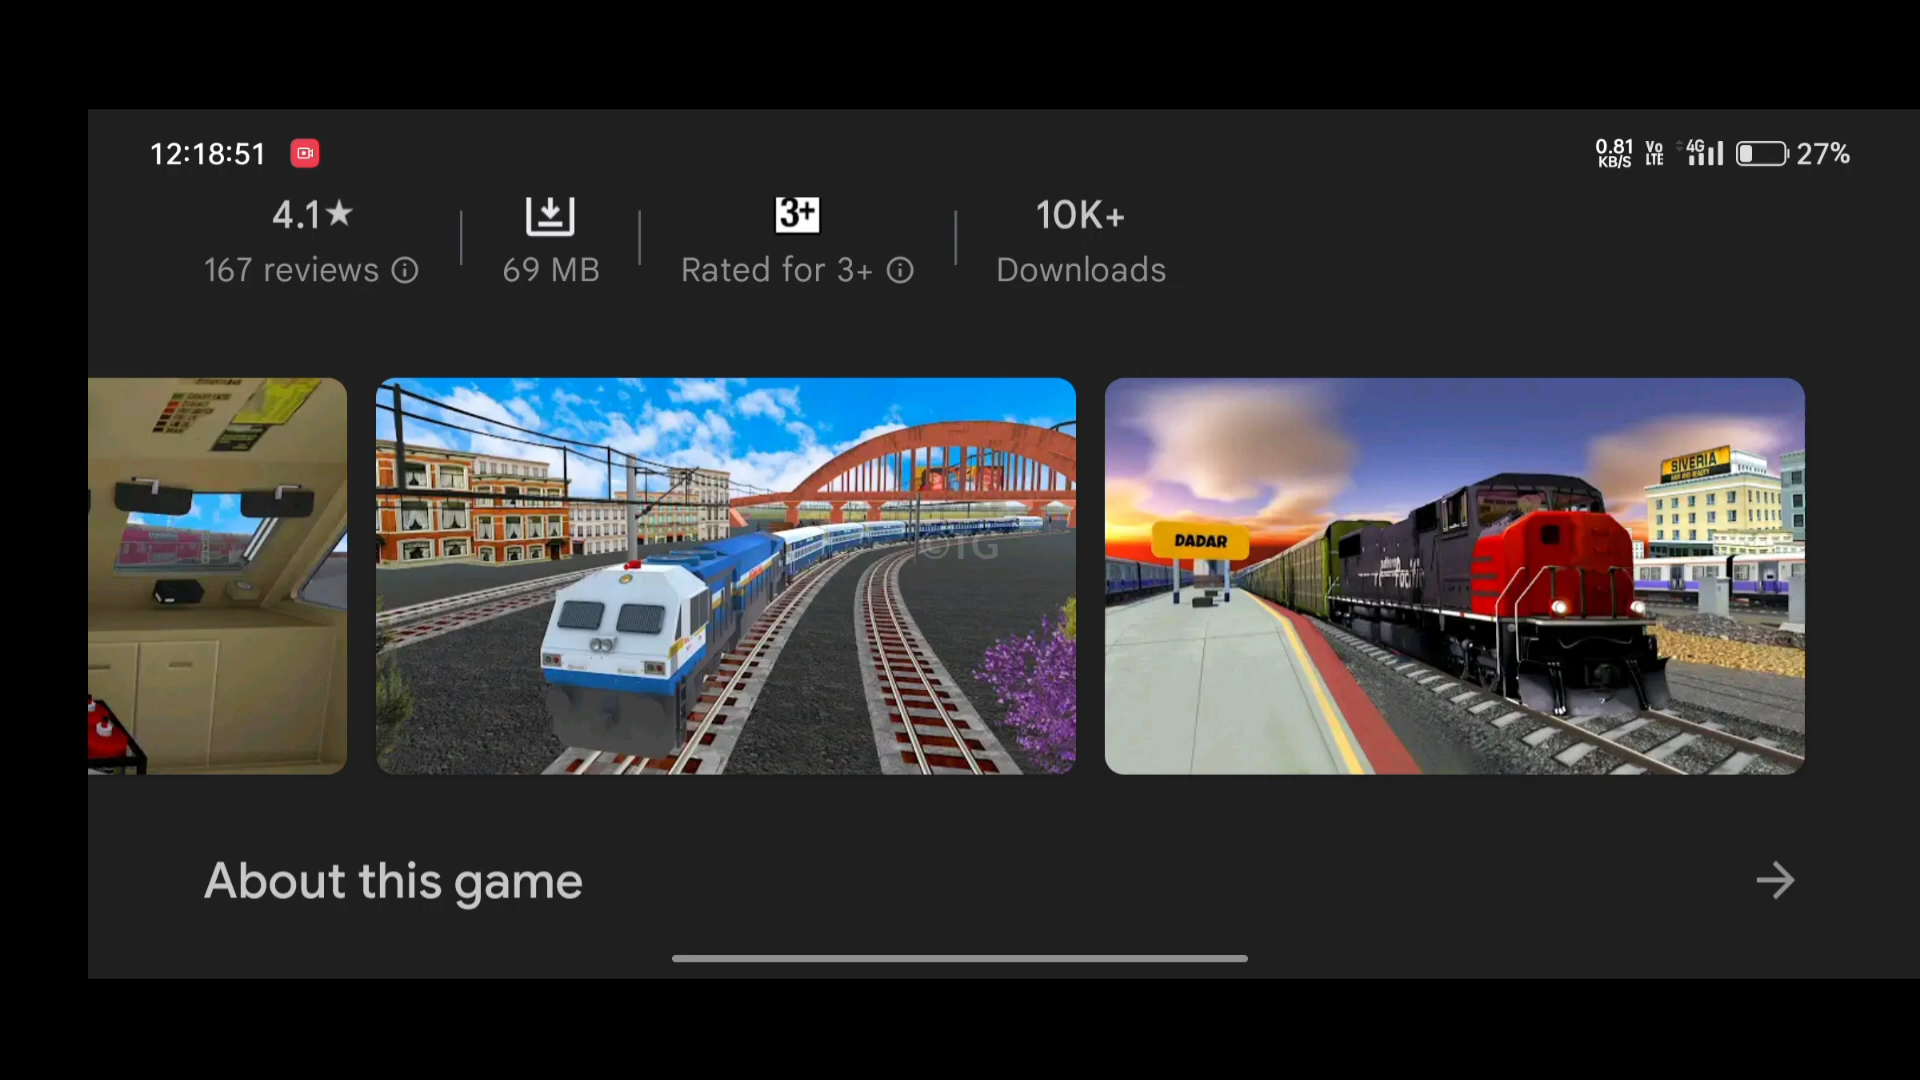 12:18:51
0.81 KB/S Vo LTE 4G 27%
4.1★
167 reviews
69 MB
3+
Rated for 3+
10K+
Downloads
OIG
DADAR
SIVERIA
About this game